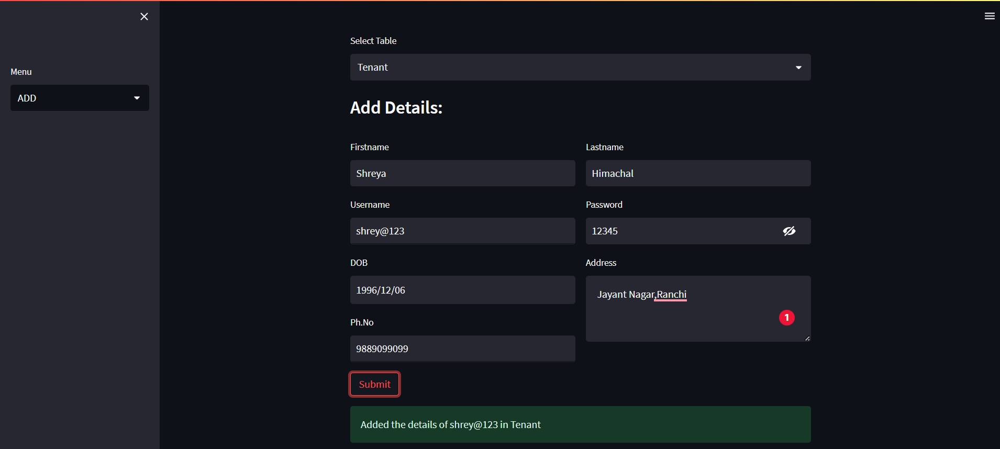 Menu
ADD
Select Table
Tenant
Add Details:
Firstname
Shreya
Lastname
Himachal
Username
shrey@123
Password
12345
DOB
1996/12/06
Address
Jayant Nagar,Ranchi
1
Ph.No
9889099099
Submit
Added the details of shrey@123 in Tenant